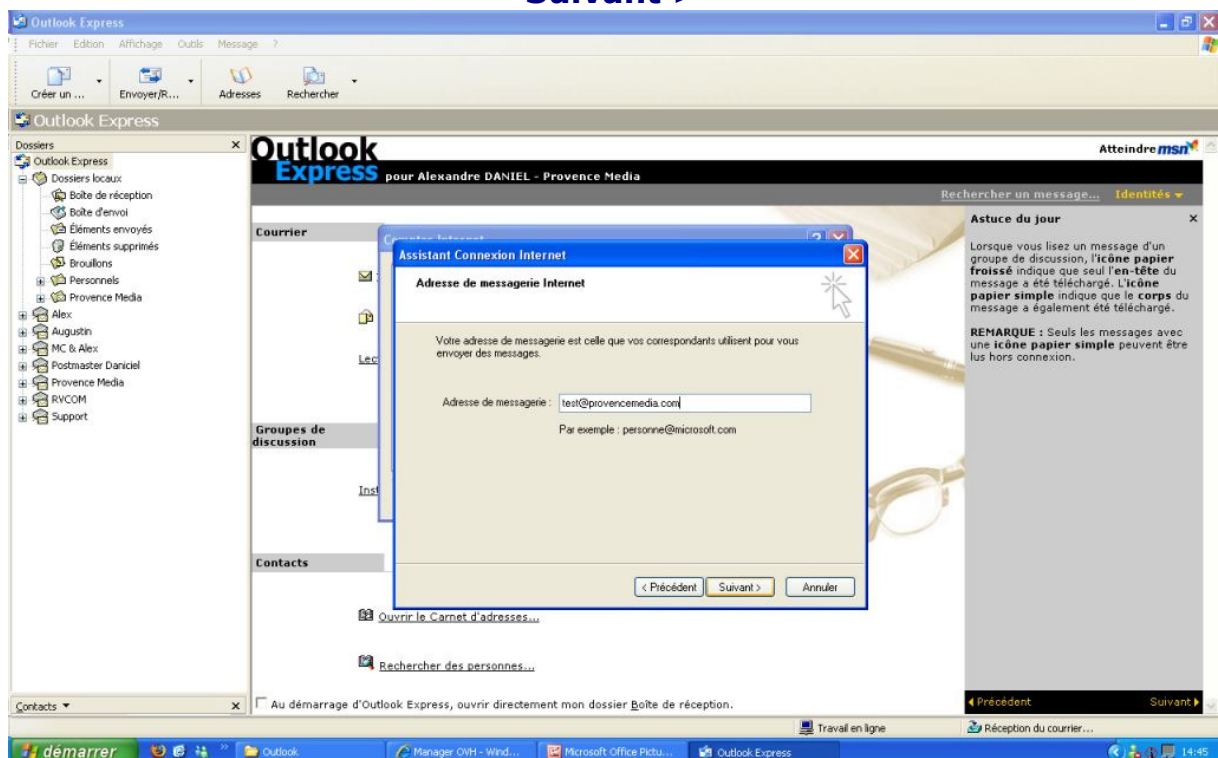 Suivant >
Outlook Express
Fichier Edition Affichage Outils Message ?
Créer un ... Envoyer/R... Adresses Rechercher
Outlook Express
Dossiers
Outlook Express
Dossiers locaux
Boîte de réception
Boîte d'envoi
Éléments envoyés
Éléments supprimés
Brouillons
Personnels
Provence Media
Alex
Augustin
MC & Alex
Postmaster Daniciel
Provence Media
RVCOM
Support
Contacts
Outlook
Express pour Alexandre DANIEL - Provence Media
Atteindre msn
Rechercher un message... Identités
Courrier
Lec
Groupes de
discussion
Inst
Contacts
Ouvrir le Carnet d'adresses...
Rechercher des personnes...
Au démarrage d'Outlook Express, ouvrir directement mon dossier Boîte de réception.
Comptes Internet
Assistant Connexion Internet
Adresse de messagerie Internet
Votre adresse de messagerie est celle que vos correspondants utilisent pour vous
envoyer des messages.
Adresse de messagerie : test@provencemedia.com
Par exemple : personne@microsoft.com
< Précédent Suivant > Annuler
Astuce du jour
Lorsque vous lisez un message d'un
groupe de discussion, l'icône papier
froissé indique que seul l'en-tête du
message a été téléchargé. L'icône
papier simple indique que le corps du
message a également été téléchargé.
REMARQUE : Seuls les messages avec
une icône papier simple peuvent être
lus hors connexion.
Précédent Suivant
Travail en ligne Réception du courrier...
démarrer Outlook Manager OVH - Wind... Microsoft Office Pictu... Outlook Express 14:45